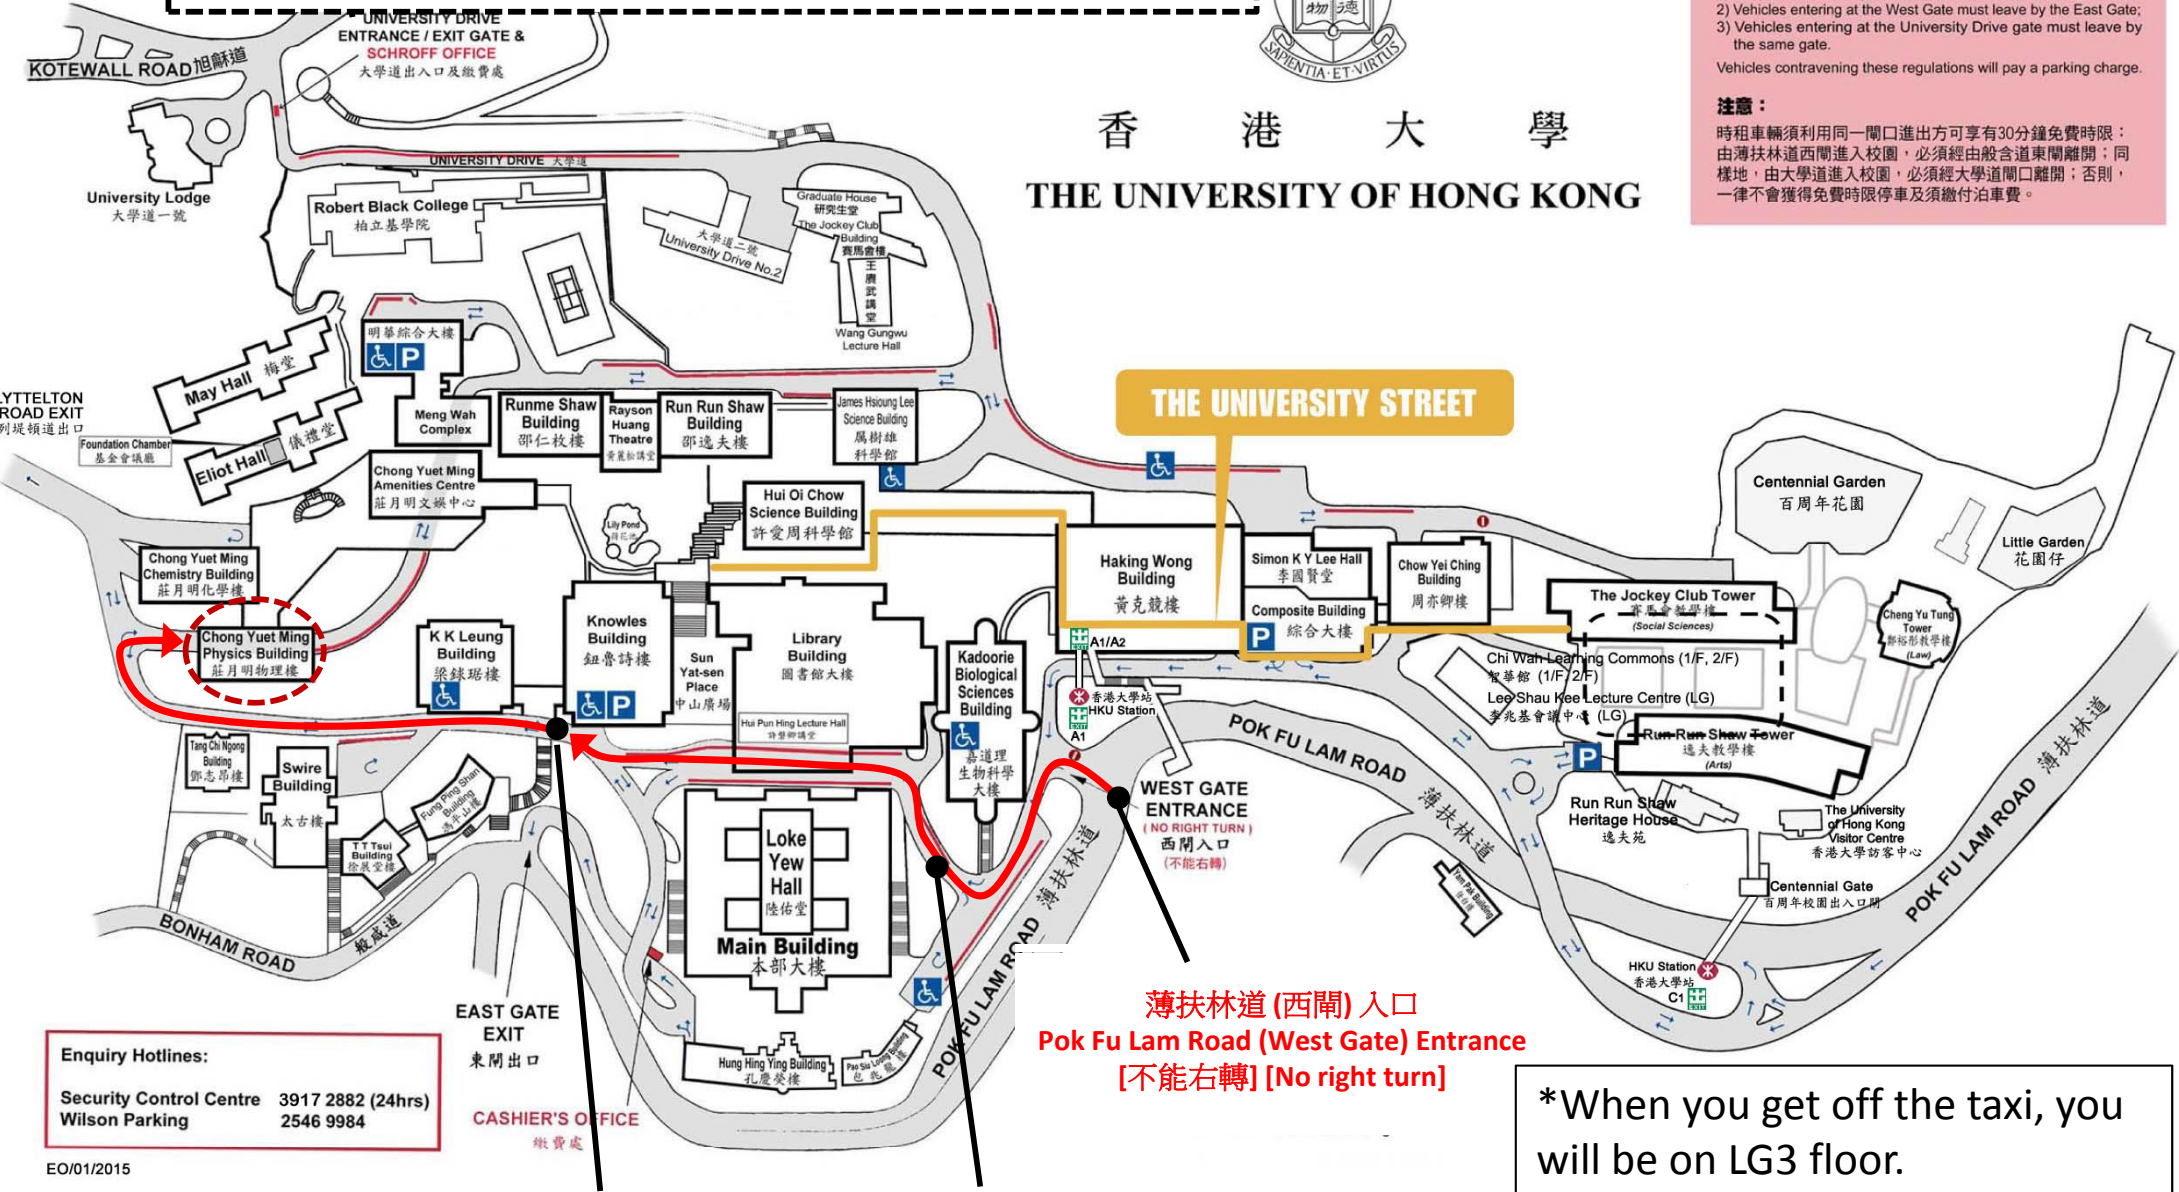 UNIVERSITY DRIVE
ENTRANCE / EXIT GATE &
SCHROFF OFFICE
大學道出入口及繳費處
KOTEWALL ROAD 旭龢道
物 德
SAPIENTIA·ET·VIRTUS
香 港 大 學
THE UNIVERSITY OF HONG KONG
2) Vehicles entering at the West Gate must leave by the East Gate;
3) Vehicles entering at the University Drive gate must leave by
the same gate.
Vehicles contravening these regulations will pay a parking charge.
注意：
時租車輛須利用同一閘口進出方可享有30分鐘免費時限：
由薄扶林道西閘進入校園，必須經由般含道東閘離開；同
樣地，由大學道進入校園，必須經大學道閘口離開；否則，
一律不會獲得免費時限停車及須繳付泊車費。
UNIVERSITY DRIVE 大學道
University Lodge
大學道一號
Robert Black College
柏立基學院
大學道二號
University Drive No.2
Graduate House
研究生堂
The Jockey Club
Building
賽馬會樓
王賡武講堂
Wang Gungwu
Lecture Hall
明華綜合大樓
P
Meng Wah
Complex
May Hall 梅堂
LYTTELTON
ROAD EXIT
列堤頓道出口
Foundation Chamber
基金會議廳
Eliot Hall 儀禮堂
Runme Shaw
Building
邵仁枚樓
Rayson
Huang
Theatre
黃麗松講堂
Run Run Shaw
Building
邵逸夫樓
James Hsioung Lee
Science Building
厲樹雄
科學館
THE UNIVERSITY STREET
Chong Yuet Ming
Amenities Centre
莊月明文娛中心
Lily Pond
荷花池
Hui Oi Chow
Science Building
許愛周科學館
Chong Yuet Ming
Chemistry Building
莊月明化學樓
Chong Yuet Ming
Physics Building
莊月明物理樓
K K Leung
Building
梁銶琚樓
Knowles
Building
鈕魯詩樓
P
Sun
Yat-sen
Place
中山廣場
Library
Building
圖書館大樓
Hui Pun Hing Lecture Hall
許磐卿講堂
Kadoorie
Biological
Sciences
Building
嘉道理
生物科學
大樓
Haking Wong
Building
黃克競樓
Simon K Y Lee Hall
李國賢堂
Composite Building
綜合大樓
P
Chow Yei Ching
Building
周亦卿樓
The Jockey Club Tower
賽馬會教學樓
(Social Sciences)
Centennial Garden
百周年花園
Little Garden
花園仔
Cheng Yu Tung
Tower
鄭裕彤教學樓
(Law)
EXIT
A1/A2
香港大學站
HKU Station
EXIT
A1
Chi Wah Learning Commons (1/F, 2/F)
智華館 (1/F, 2/F)
Lee Shau Kee Lecture Centre (LG)
李兆基會議中心 (LG)
Run Run Shaw Tower
逸夫教學樓
(Arts)
P
Run Run Shaw
Heritage House
逸夫苑
The University
of Hong Kong
Visitor Centre
香港大學訪客中心
Centennial Gate
百周年校園出入口閘
Yam Pak Building
任白樓
HKU Station
香港大學站
C1 EXIT
POK FU LAM ROAD 薄扶林道
POK FU LAM ROAD 薄扶林道
POK FU LAM ROAD 薄扶林道
WEST GATE
ENTRANCE
( NO RIGHT TURN )
西閘入口
(不能右轉)
Tang Chi Ngong
Building
鄧志昂樓
Swire
Building
太古樓
Fung Ping Shan
Building
馮平山樓
T T Tsui
Building
徐展堂樓
BONHAM ROAD 般咸道
Loke
Yew
Hall
陸佑堂
Main Building
本部大樓
Hung Hing Ying Building
孔慶熒樓
Pao Siu Loong Building
包兆龍樓
EAST GATE
EXIT
東閘出口
CASHIER'S OFFICE
繳費處
Enquiry Hotlines:
Security Control Centre 3917 2882 (24hrs)
Wilson Parking 2546 9984
EO/01/2015
薄扶林道 (西閘) 入口
Pok Fu Lam Road (West Gate) Entrance
[不能右轉] [No right turn]
*When you get off the taxi, you
will be on LG3 floor.